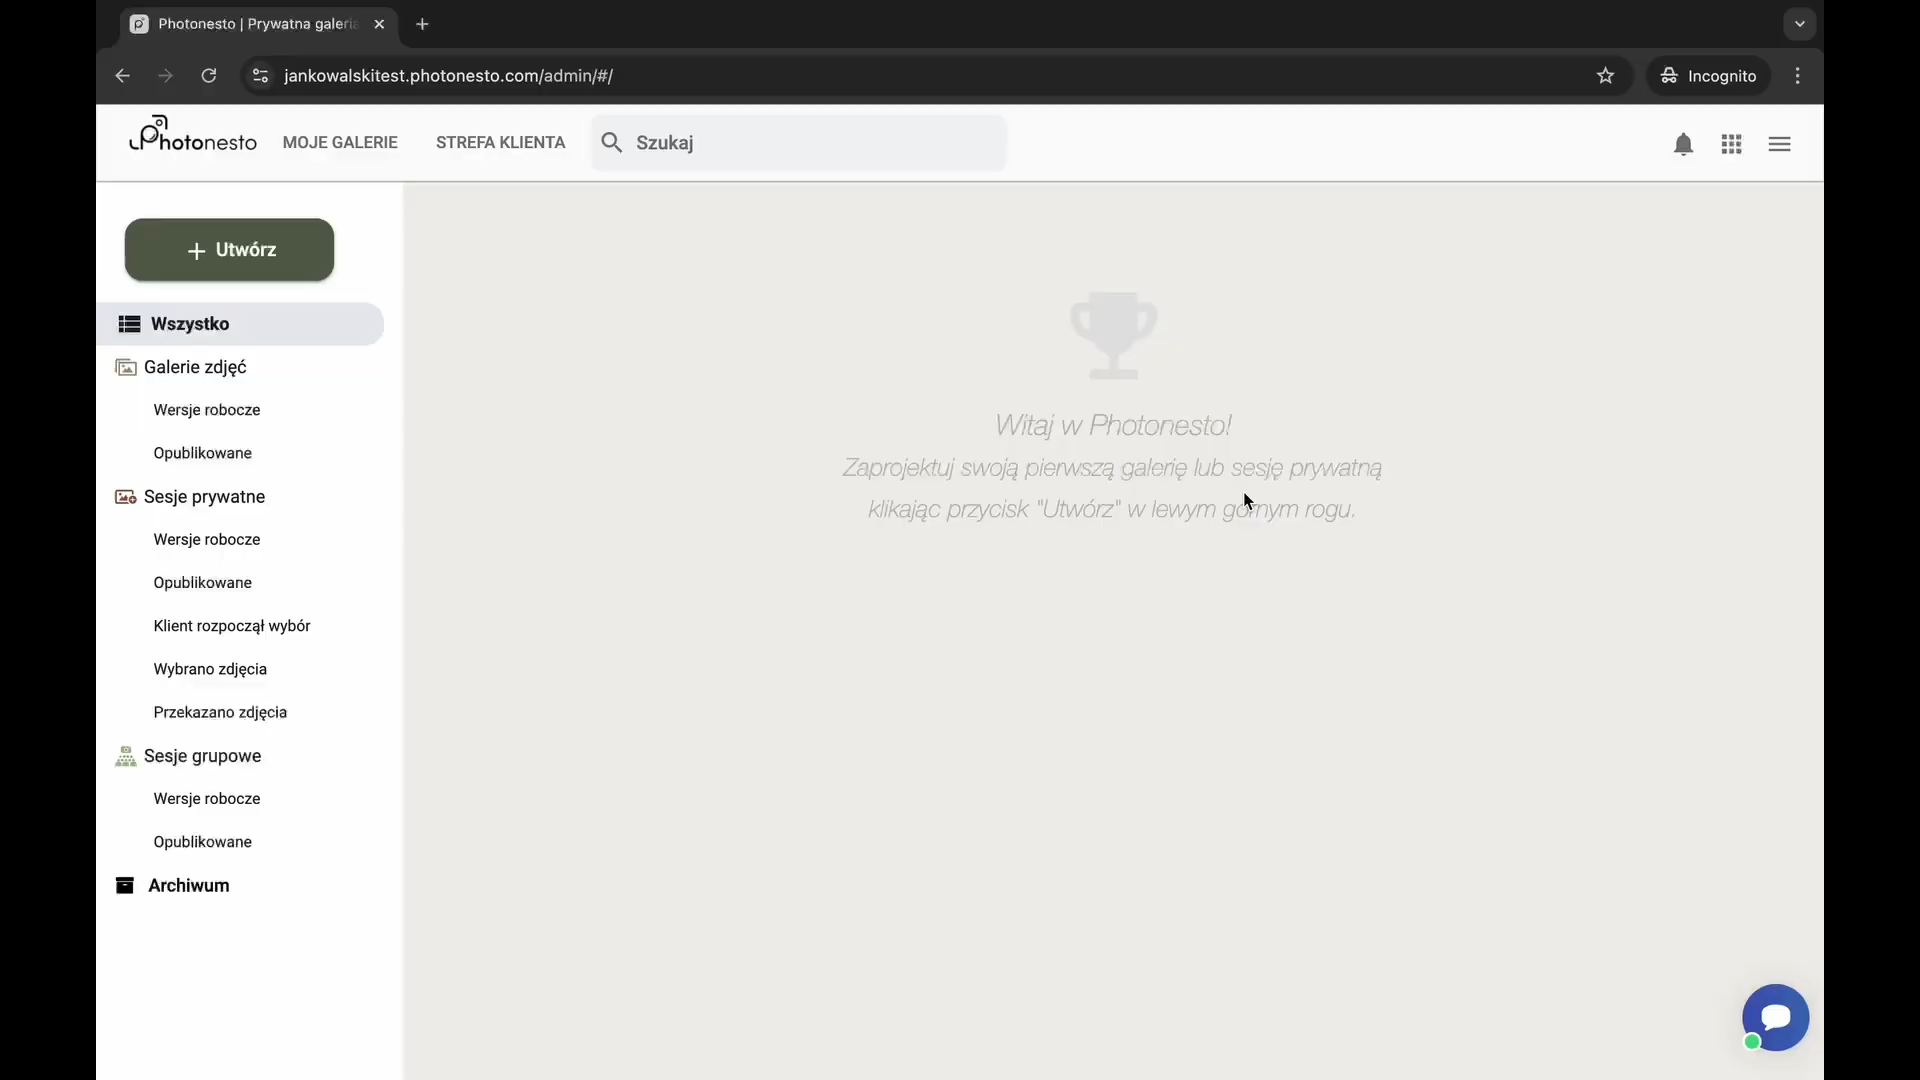 Photonesto | Prywatna galeria
jankowalskitest.photonesto.com/admin/#/
Incognito
Photonesto
MOJE GALERIE
STREFA KLIENTA
Szukaj
Utwórz
Wszystko
Galerie zdjęć
Wersje robocze
Opublikowane
Sesje prywatne
Wersje robocze
Opublikowane
Klient rozpoczął wybór
Wybrano zdjęcia
Przekazano zdjęcia
Sesje grupowe
Wersje robocze
Opublikowane
Archiwum
Witaj w Photonesto!
Zaprojektuj swoją pierwszą galerię lub sesję prywatną
klikając przycisk "Utwórz" w lewym górnym rogu.